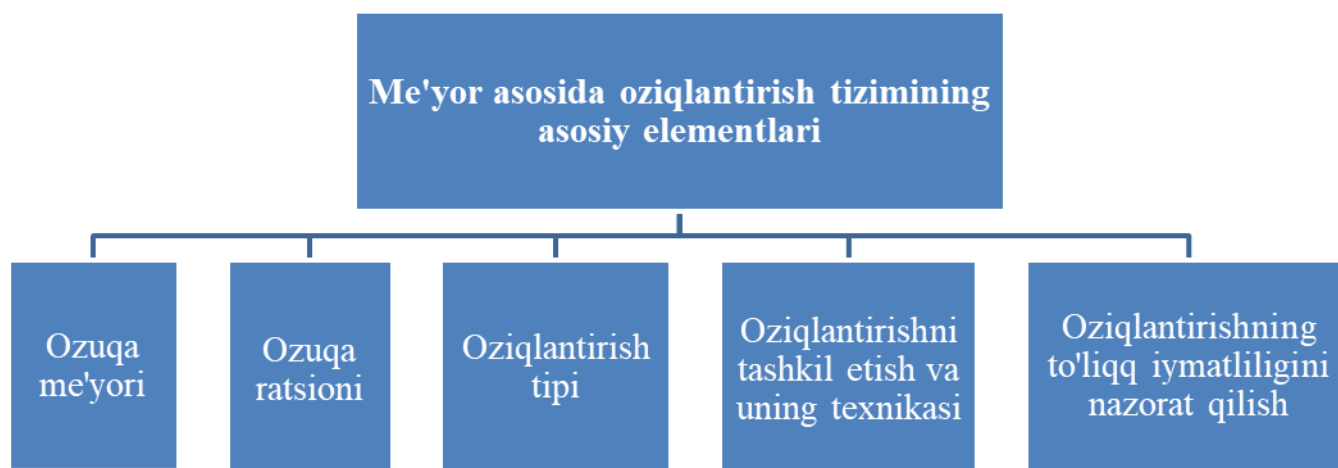 Me'yor asosida oziqlantirish tizimining
asosiy elementlari
Ozuqa
me'yori
Ozuqa
ratsioni
Oziqlantirish
tipi
Oziqlantirishni
tashkil etish va
uning texnikasi
Oziqlantirishning
to'liqq iymatliligini
nazorat qilish